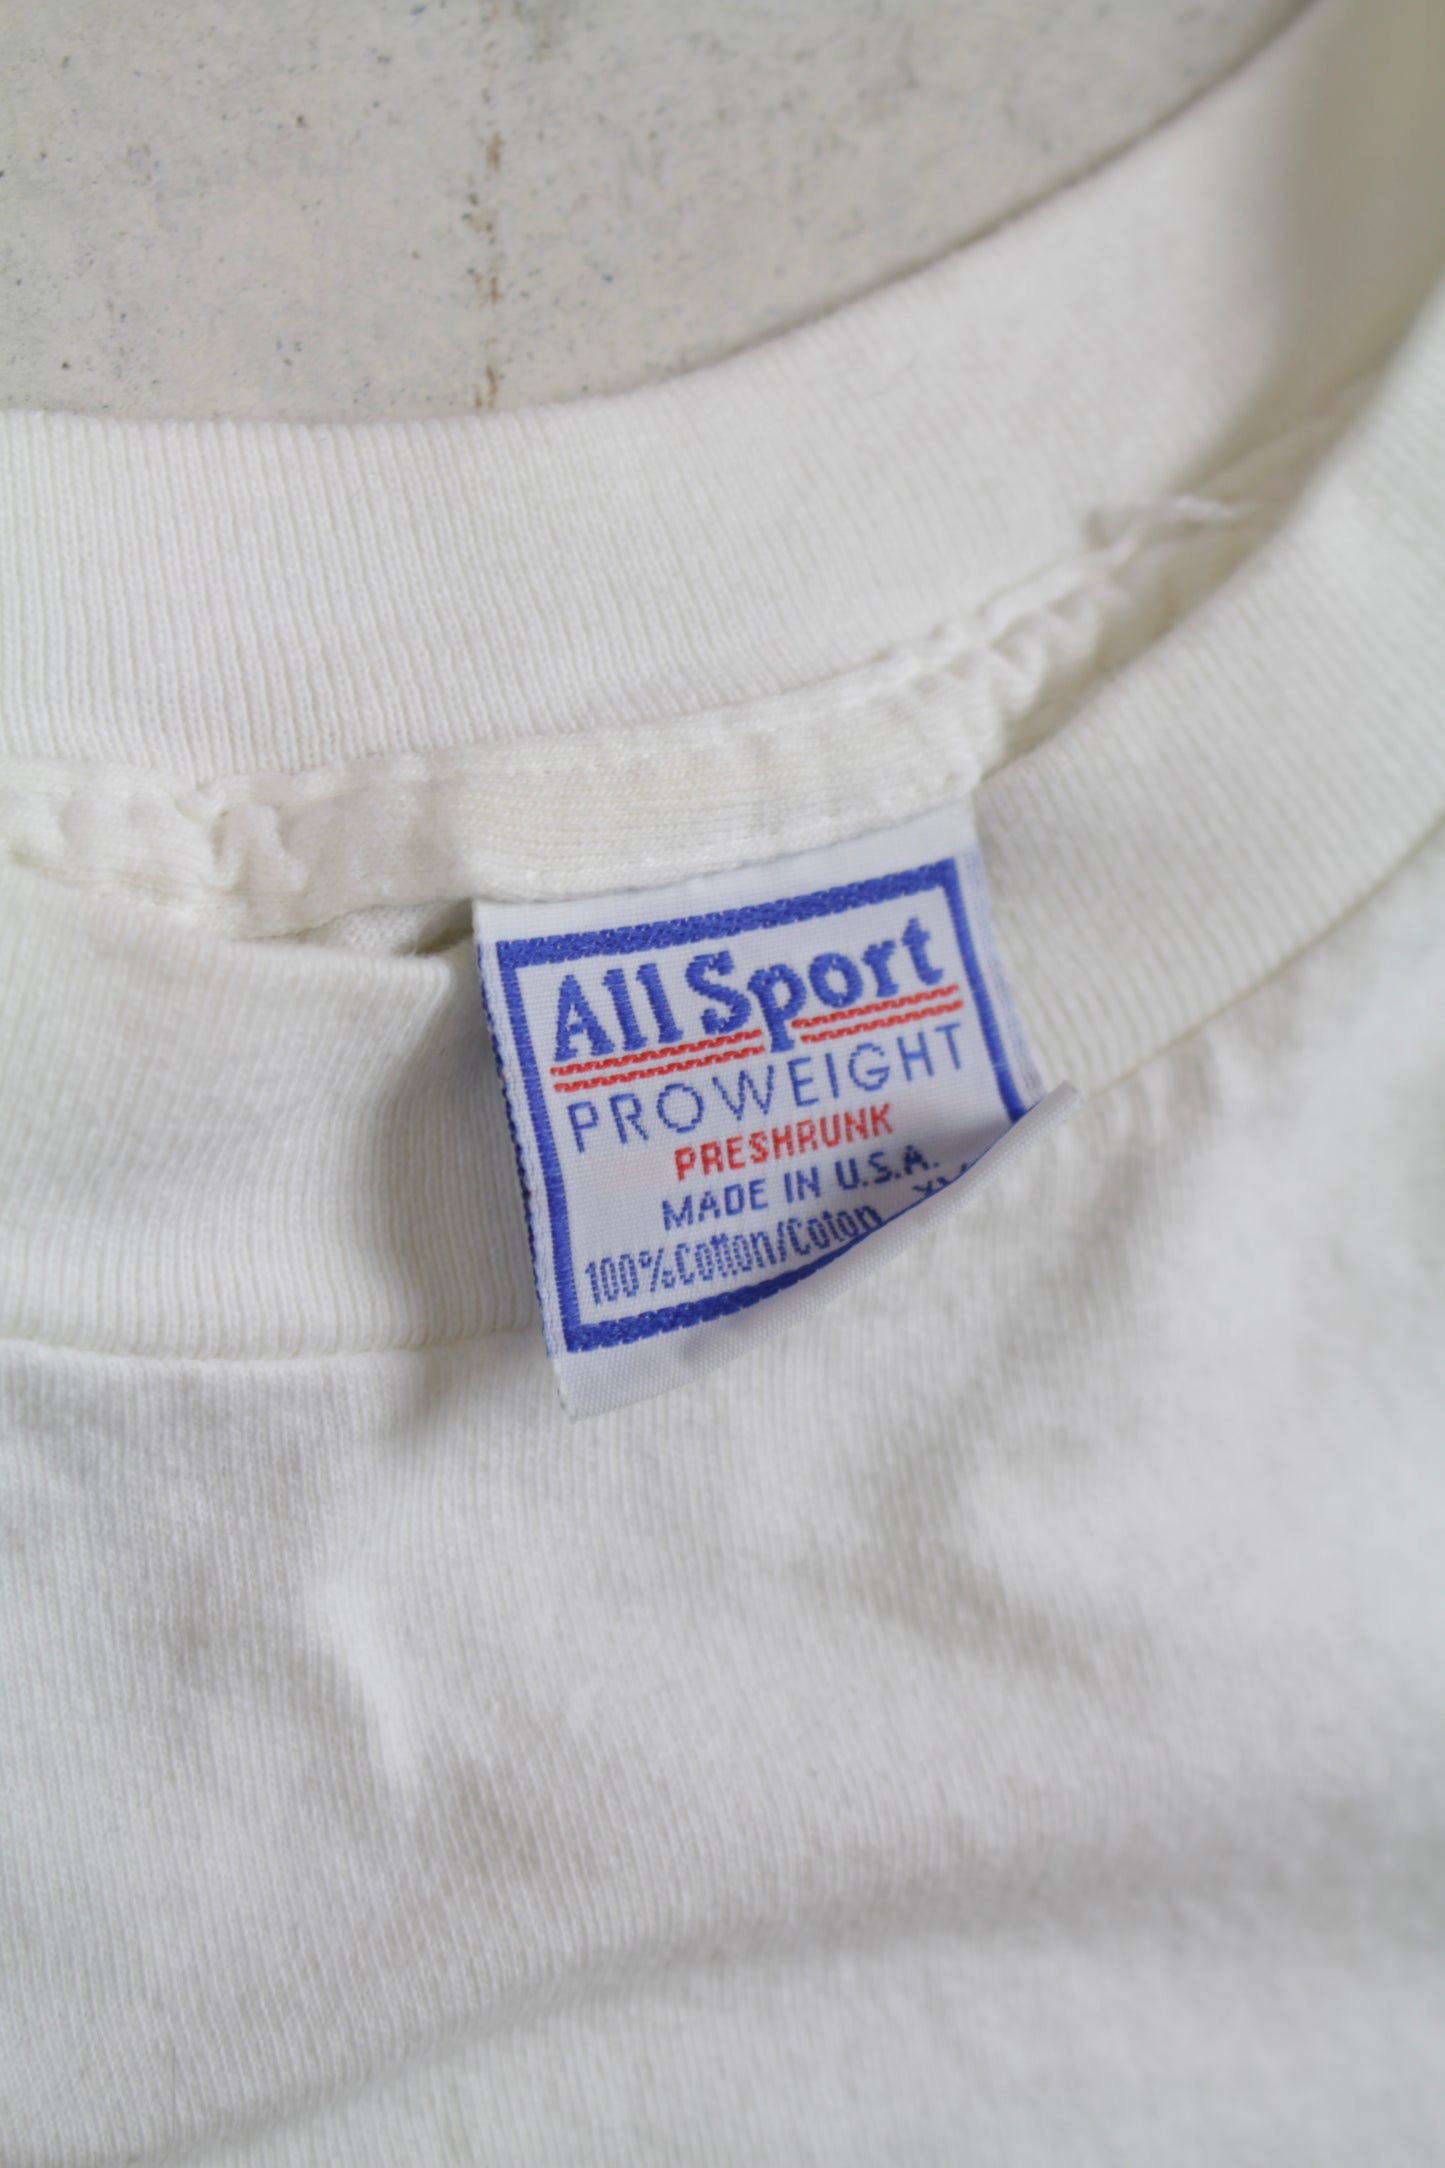 All Sport
PROWEIGHT
PRESHRUNK
MADE IN U.S.A.
100% Cotton/Coton